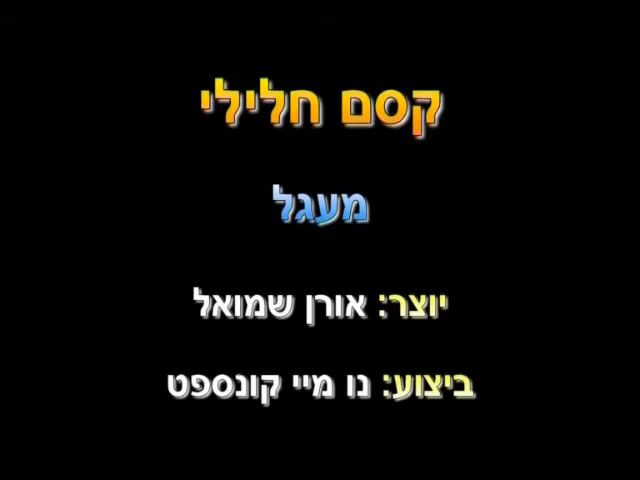 קסם חלילי
מעגל
יוצר: אורן שמואל
ביצוע: נו מיי קונספט